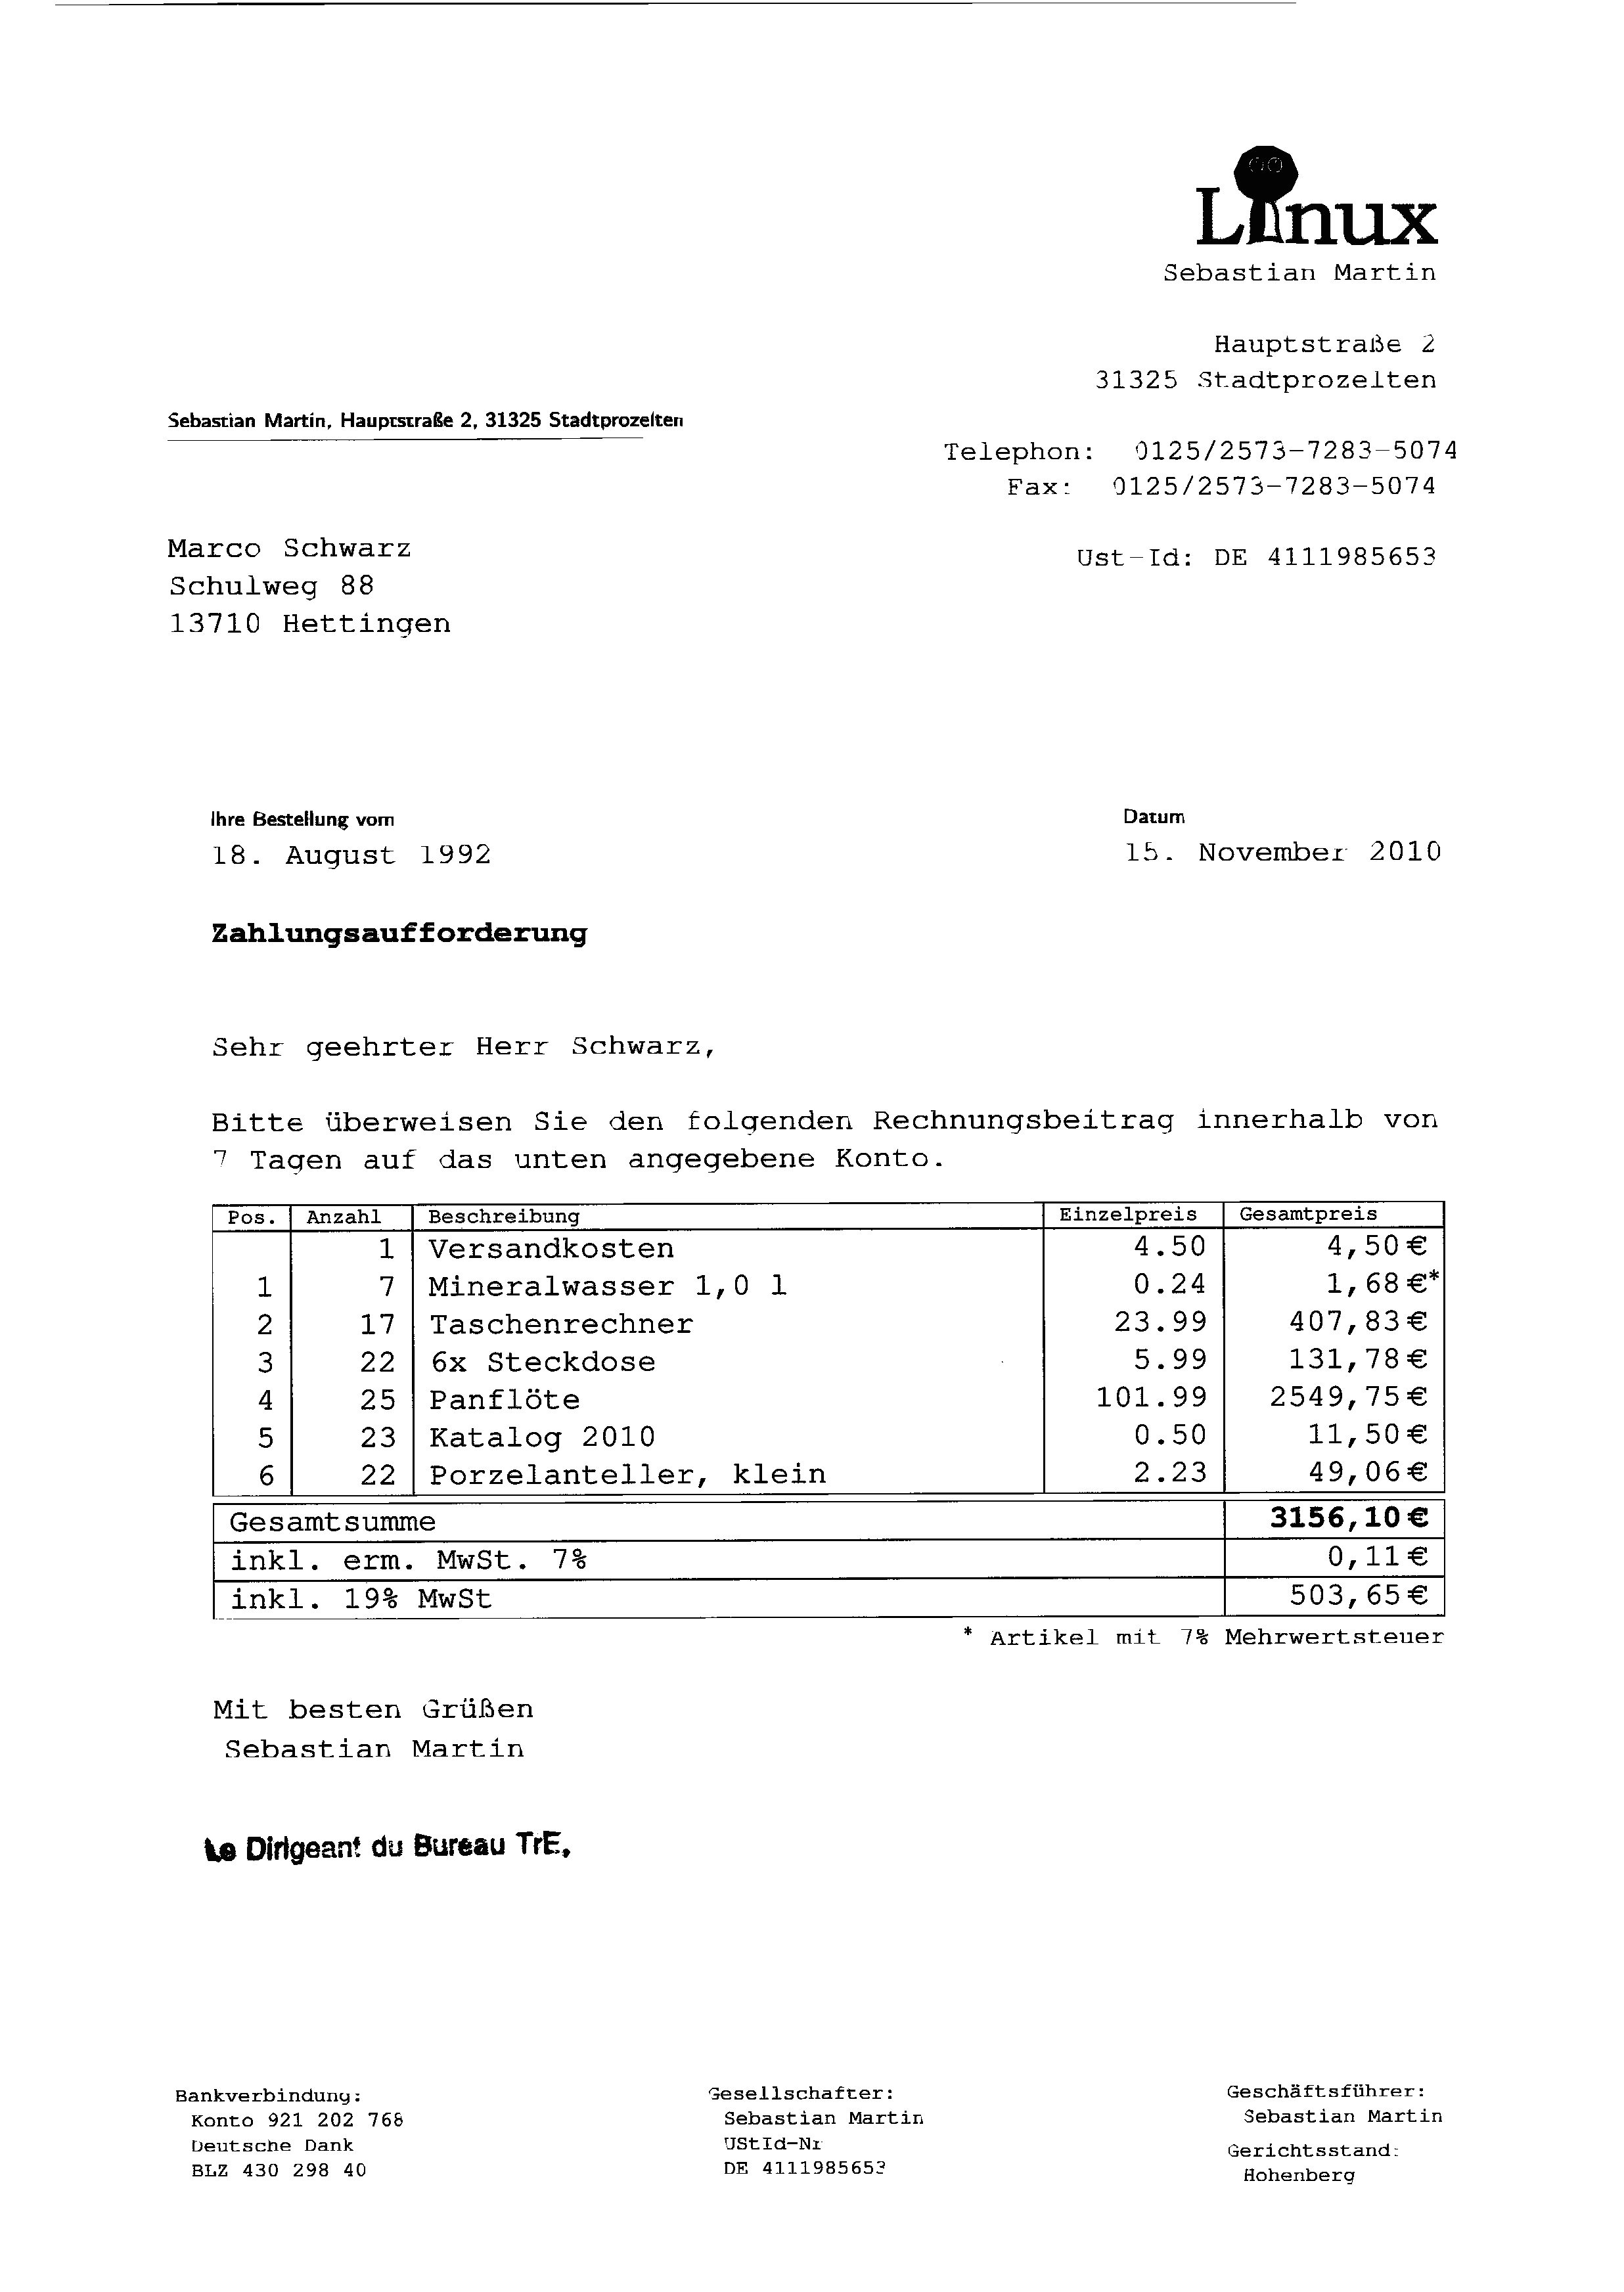 Linux
Sebastian Martin
Hauptstraße 2
31325 Stadtprozelten
Sebastian Martin, Hauptstraße 2, 31325 Stadtprozelten
Telephon: 0125/2573-7283-5074
Fax: 0125/2573-7283-5074
Marco Schwarz
Schulweg 88
13710 Hettingen
Ust-Id: DE 4111985653
Ihre Bestellung vom
18. August 1992
Datum
15. November 2010
Zahlungsaufforderung
Sehr geehrter Herr Schwarz,
Bitte überweisen Sie den folgenden Rechnungsbeitrag innerhalb von
7 Tagen auf das unten angegebene Konto.
Pos. Anzahl Beschreibung Einzelpreis Gesamtpreis
1 Versandkosten 4.50 4,50€
1 7 Mineralwasser 1,0 l 0.24 1,68€*
2 17 Taschenrechner 23.99 407,83€
3 22 6x Steckdose 5.99 131,78€
4 25 Panflöte 101.99 2549,75€
5 23 Katalog 2010 0.50 11,50€
6 22 Porzelanteller, klein 2.23 49,06€
Gesamtsumme 3156,10€
inkl. erm. MwSt. 7% 0,11€
inkl. 19% MwSt 503,65€
* Artikel mit 7% Mehrwertsteuer
Mit besten Grüßen
Sebastian Martin
Le Dirigeant du Bureau TrE,
Bankverbindung:
Konto 921 202 768
Deutsche Dank
BLZ 430 298 40
Gesellschafter:
Sebastian Martin
UStId-Nr
DE 4111985653
Geschäftsführer:
Sebastian Martin
Gerichtsstand:
Hohenberg